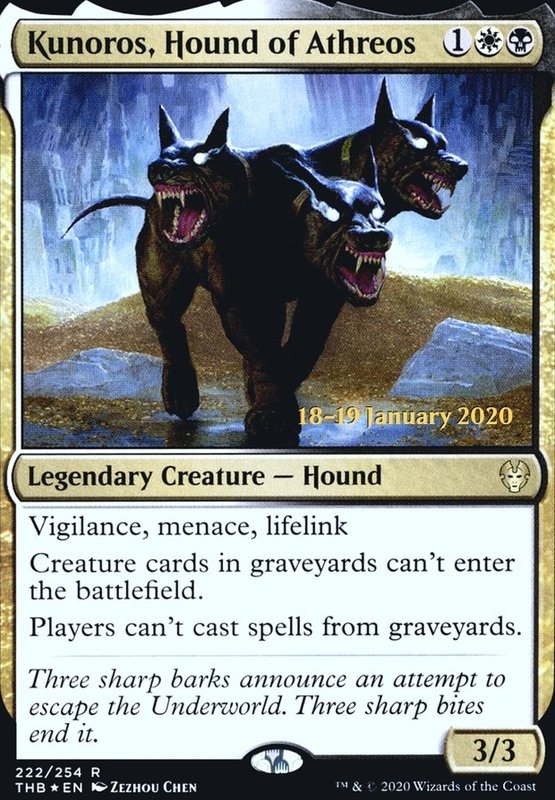 Kunoros, Hound of Athreos 1
18–19 January 2020
Legendary Creature — Hound
Vigilance, menace, lifelink
Creature cards in graveyards can't enter
the battlefield.
Players can't cast spells from graveyards.
Three sharp barks announce an attempt to
escape the Underworld. Three sharp bites
end it.
3/3
222/254 R
THB ★ EN Zezhou Chen
™ & © 2020 Wizards of the Coast